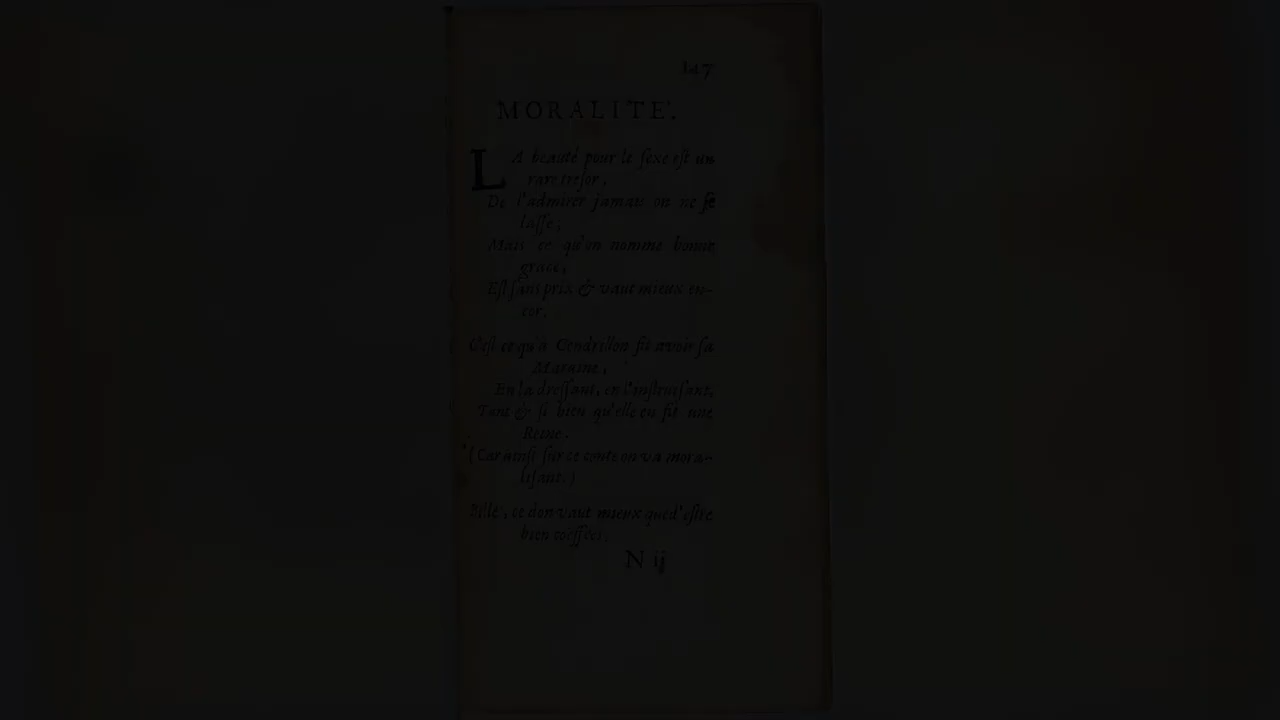 147
MORALITE'.
LA beauté pour le sexe est un
rare tresor,
De l'admirer jamais on ne se
lasse;
Mais ce qu'on nomme bonne
grace,
Est sans prix & vaut mieux en-
cor.
C'est ce qu'à Cendrillon fit avoir sa
Maraine,
En la dressant, en l'instruisant,
Tant & si bien qu'elle en fit une
Reine.
(Car ainsi sur ce conte on va mora-
lisant.)
Belles, ce don vaut mieux que d'estre
bien coëffées;
N ij